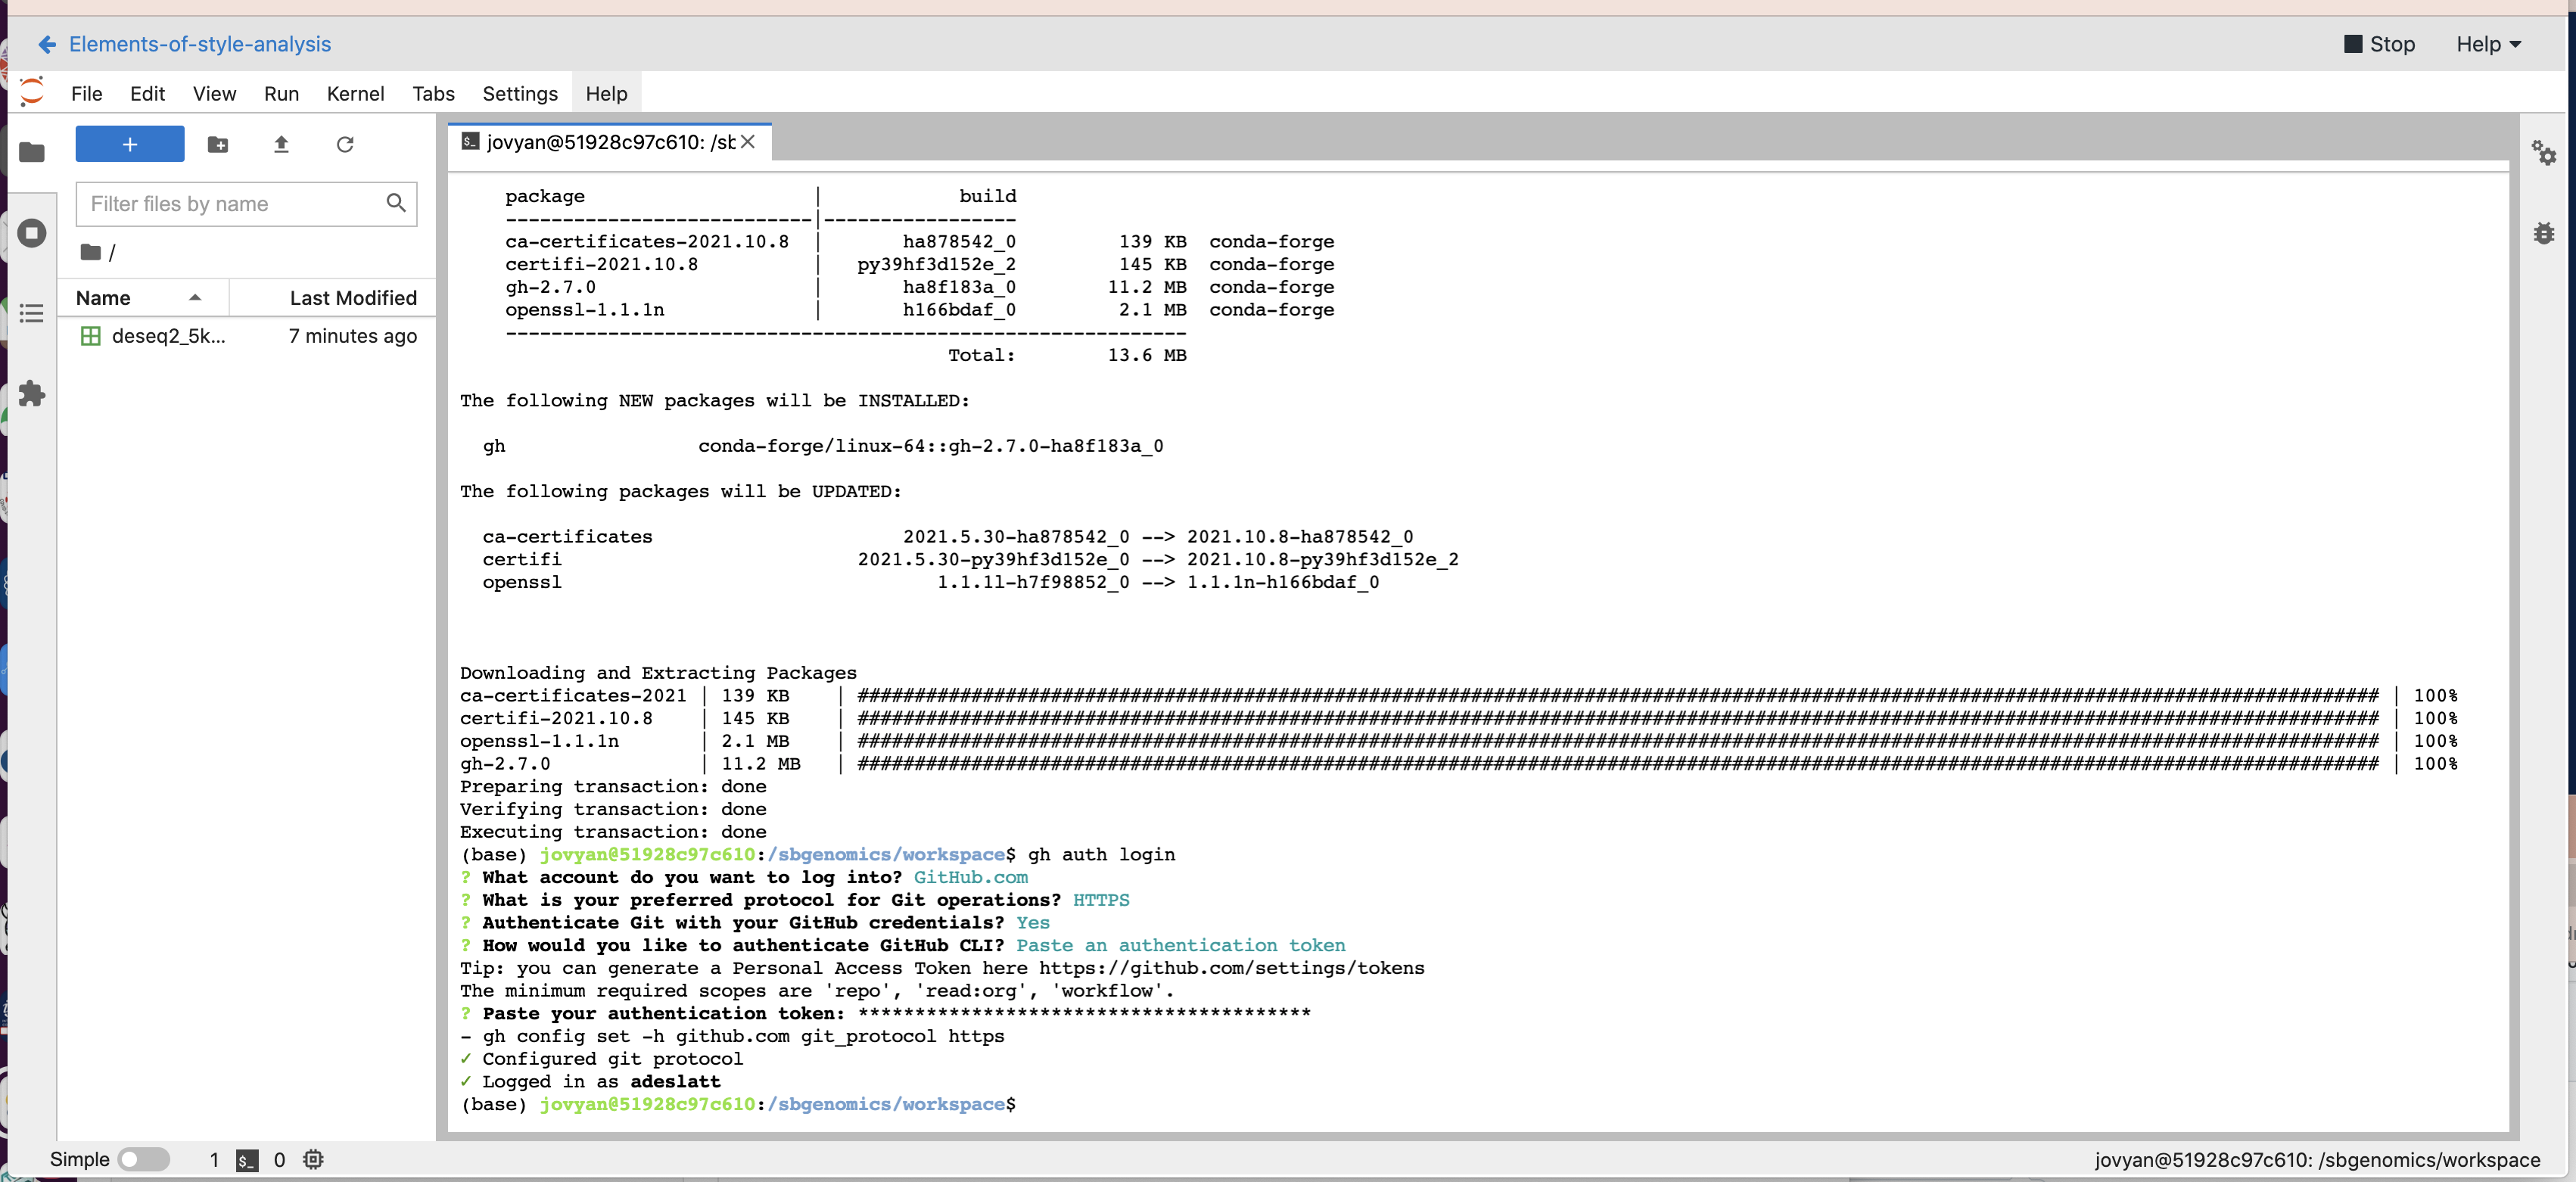 Elements-of-style-analysis
Stop
Help
File Edit View Run Kernel Tabs Settings Help
+
Filter files by name
/
Name Last Modified
deseq2_5k... 7 minutes ago
jovyan@51928c97c610: /sb
package | build
---------------------------|-----------------
ca-certificates-2021.10.8 | ha878542_0 139 KB conda-forge
certifi-2021.10.8 | py39hf3d152e_2 145 KB conda-forge
gh-2.7.0 | ha8f183a_0 11.2 MB conda-forge
openssl-1.1.1n | h166bdaf_0 2.1 MB conda-forge
------------------------------------------------------------
Total: 13.6 MB
The following NEW packages will be INSTALLED:
gh conda-forge/linux-64::gh-2.7.0-ha8f183a_0
The following packages will be UPDATED:
ca-certificates 2021.5.30-ha878542_0 --> 2021.10.8-ha878542_0
certifi 2021.5.30-py39hf3d152e_0 --> 2021.10.8-py39hf3d152e_2
openssl 1.1.1l-h7f98852_0 --> 1.1.1n-h166bdaf_0
Downloading and Extracting Packages
ca-certificates-2021 | 139 KB | ###################################################################################################################################### | 100%
certifi-2021.10.8 | 145 KB | ###################################################################################################################################### | 100%
openssl-1.1.1n | 2.1 MB | ###################################################################################################################################### | 100%
gh-2.7.0 | 11.2 MB | ###################################################################################################################################### | 100%
Preparing transaction: done
Verifying transaction: done
Executing transaction: done
(base) jovyan@51928c97c610:/sbgenomics/workspace$ gh auth login
? What account do you want to log into? GitHub.com
? What is your preferred protocol for Git operations? HTTPS
? Authenticate Git with your GitHub credentials? Yes
? How would you like to authenticate GitHub CLI? Paste an authentication token
Tip: you can generate a Personal Access Token here https://github.com/settings/tokens
The minimum required scopes are 'repo', 'read:org', 'workflow'.
? Paste your authentication token: ****************************************
- gh config set -h github.com git_protocol https
✓ Configured git protocol
✓ Logged in as adeslatt
(base) jovyan@51928c97c610:/sbgenomics/workspace$
Simple 1 $_ 0
jovyan@51928c97c610: /sbgenomics/workspace